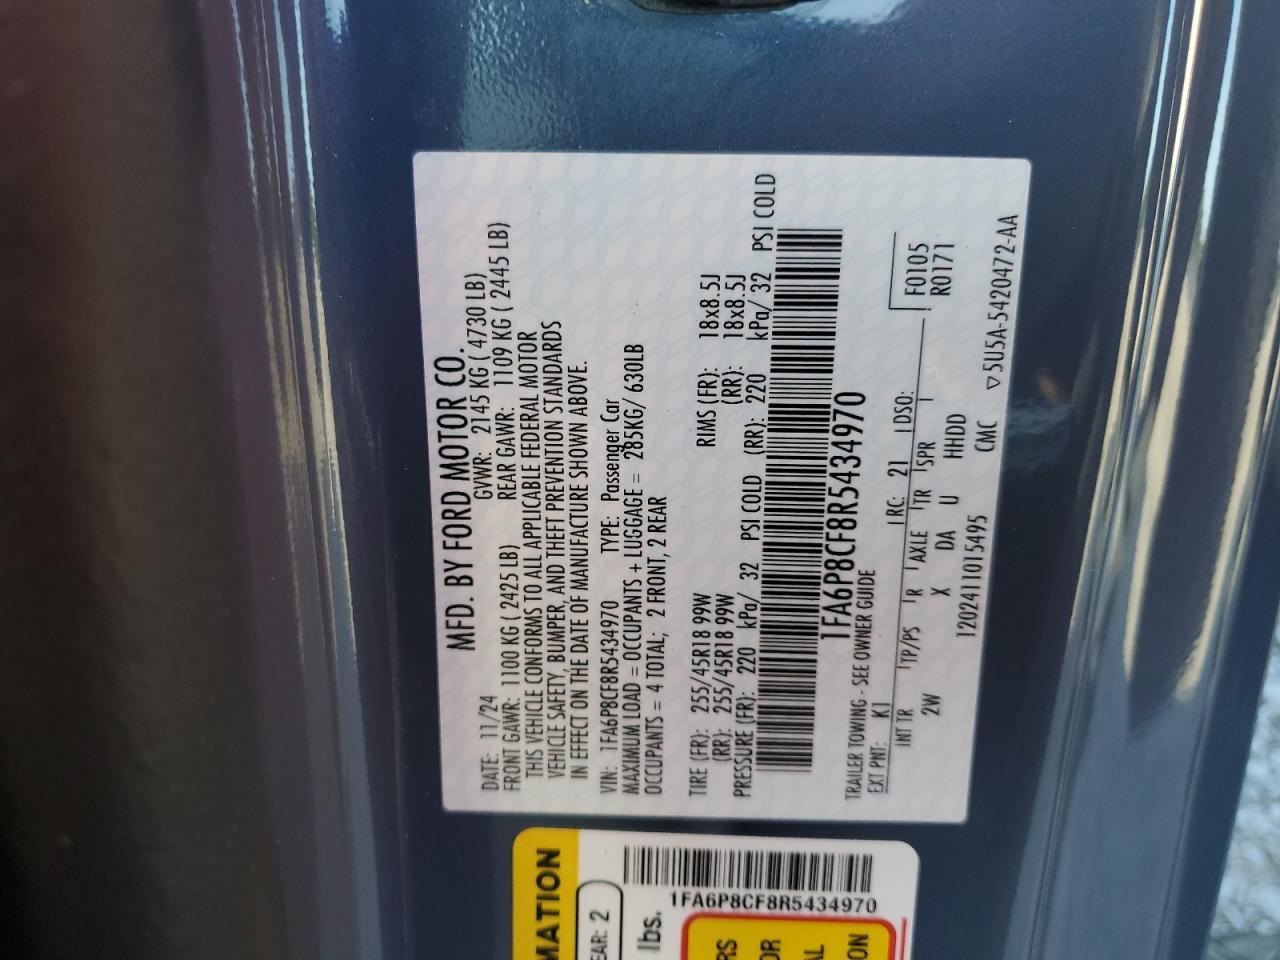 MFD. BY FORD MOTOR CO.
DATE: 11/24 GVWR: 2145 KG ( 4730 LB)
FRONT GAWR: 1100 KG ( 2425 LB) REAR GAWR: 1109 KG ( 2445 LB)
THIS VEHICLE CONFORMS TO ALL APPLICABLE FEDERAL MOTOR
VEHICLE SAFETY, BUMPER, AND THEFT PREVENTION STANDARDS
IN EFFECT ON THE DATE OF MANUFACTURE SHOWN ABOVE.
VIN: 1FA6P8CF8R5434970 TYPE: Passenger Car
MAXIMUM LOAD = OCCUPANTS + LUGGAGE = 285KG/ 630LB
OCCUPANTS = 4 TOTAL; 2 FRONT, 2 REAR
TIRE (FR): 255/45R18 99W RIMS (FR): 18x8.5J
(RR): 255/45R18 99W (RR): 18x8.5J
PRESSURE (FR): 220 kPa/ 32 PSI COLD (RR): 220 kPa/ 32 PSI COLD
1FA6P8CF8R5434970
TRAILER TOWING - SEE OWNER GUIDE
EXT PNT: K1 RC: 21 DSO:
INT TR TP/PS R AXLE TR SPR F0105
2W X DA U HHDD R0171
1202411015495 CMC ▽5U5A-5420472-AA
MATION
EAR: 2
lbs.
1FA6P8CF8R5434970
RS
OR
AL
ON